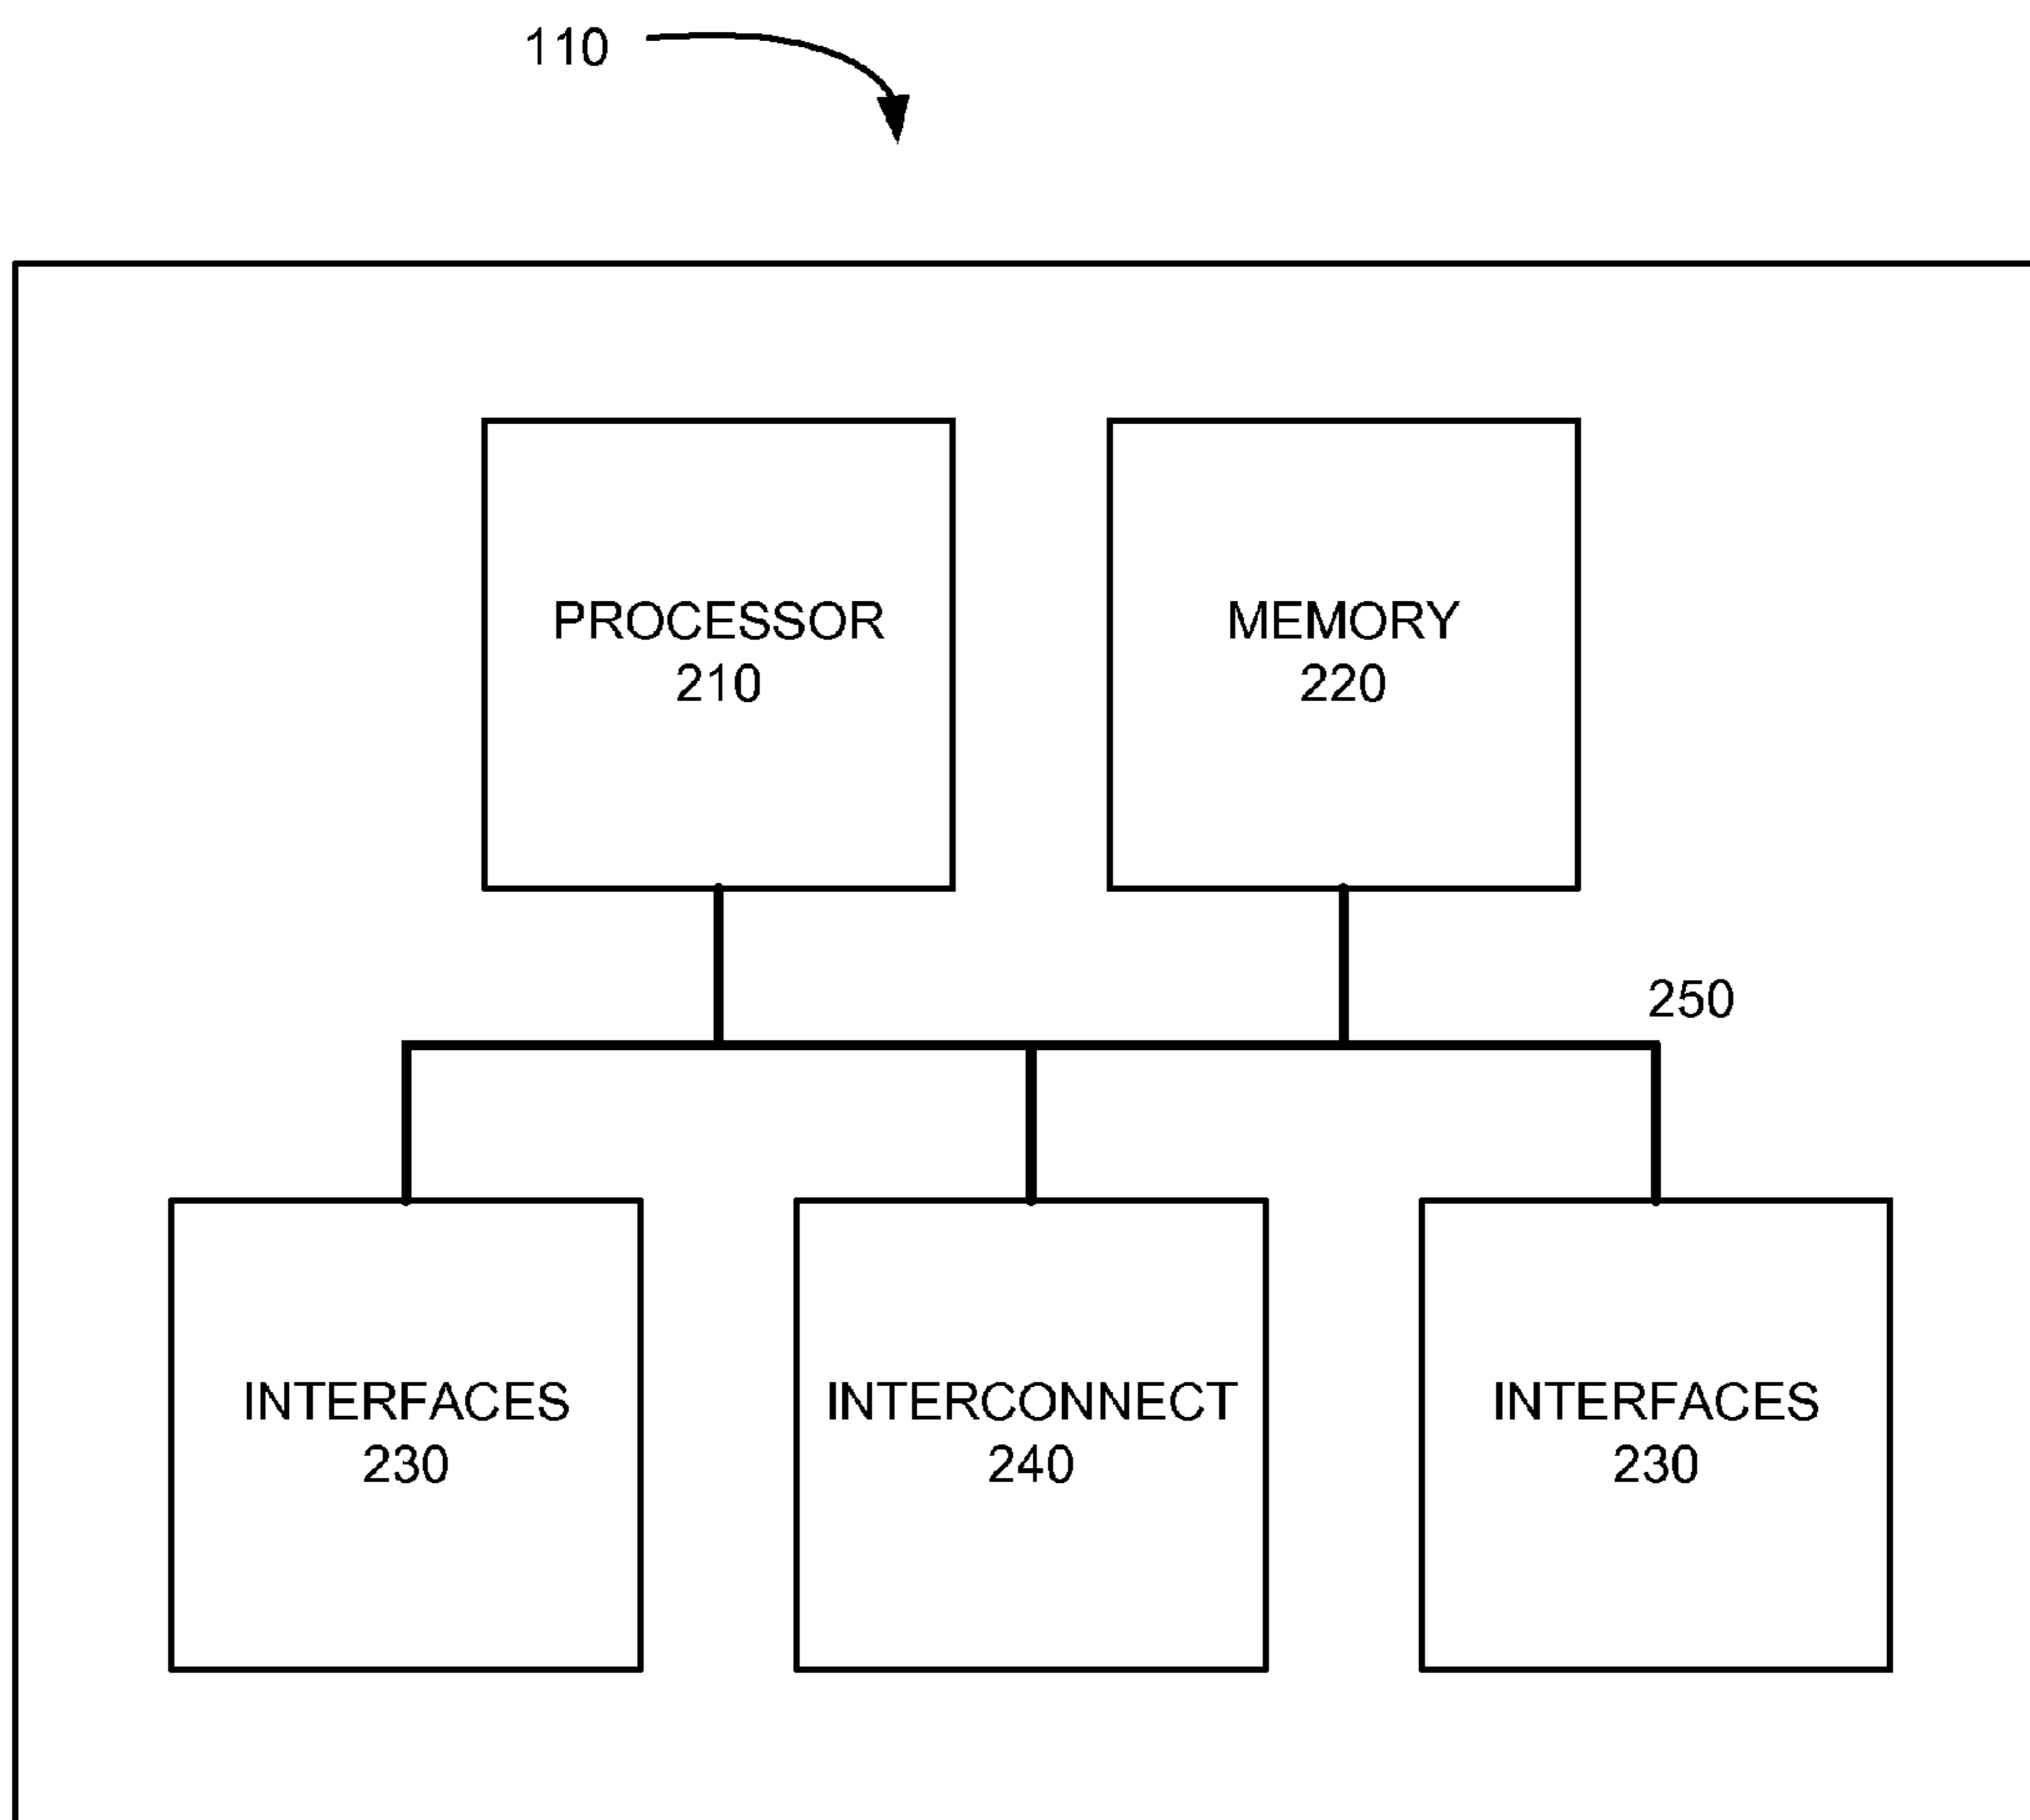 110
PROCESSOR
210
MEMORY
220
250
INTERFACES
230
INTERCONNECT
240
INTERFACES
230